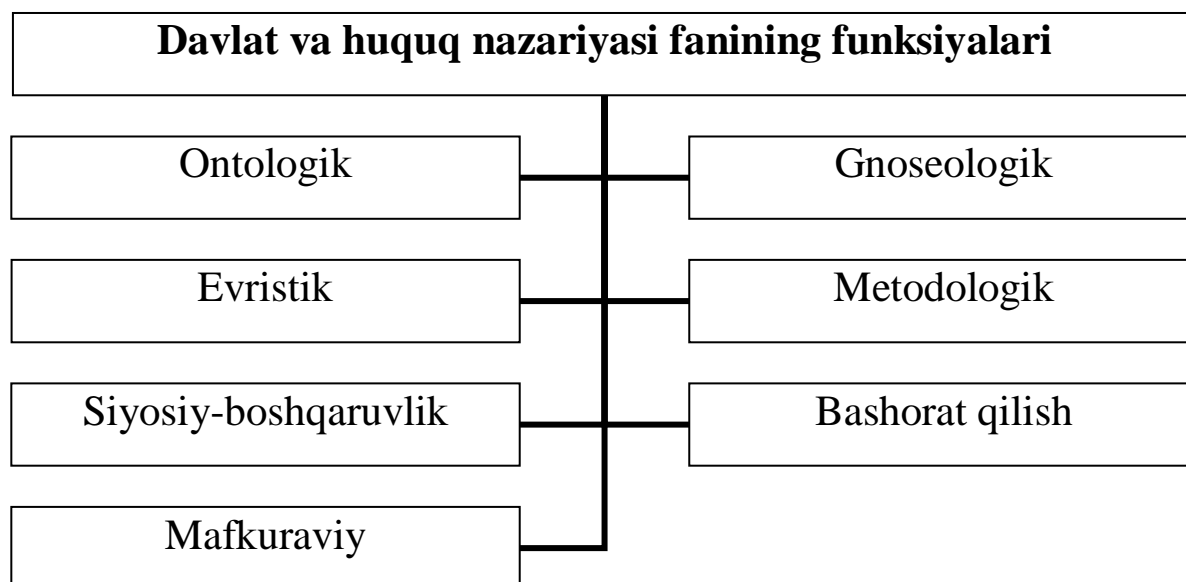 Davlat va huquq nazariyasi fanining funksiyalari
Ontologik
Gnoseologik
Evristik
Metodologik
Siyosiy-boshqaruvlik
Bashorat qilish
Mafkuraviy